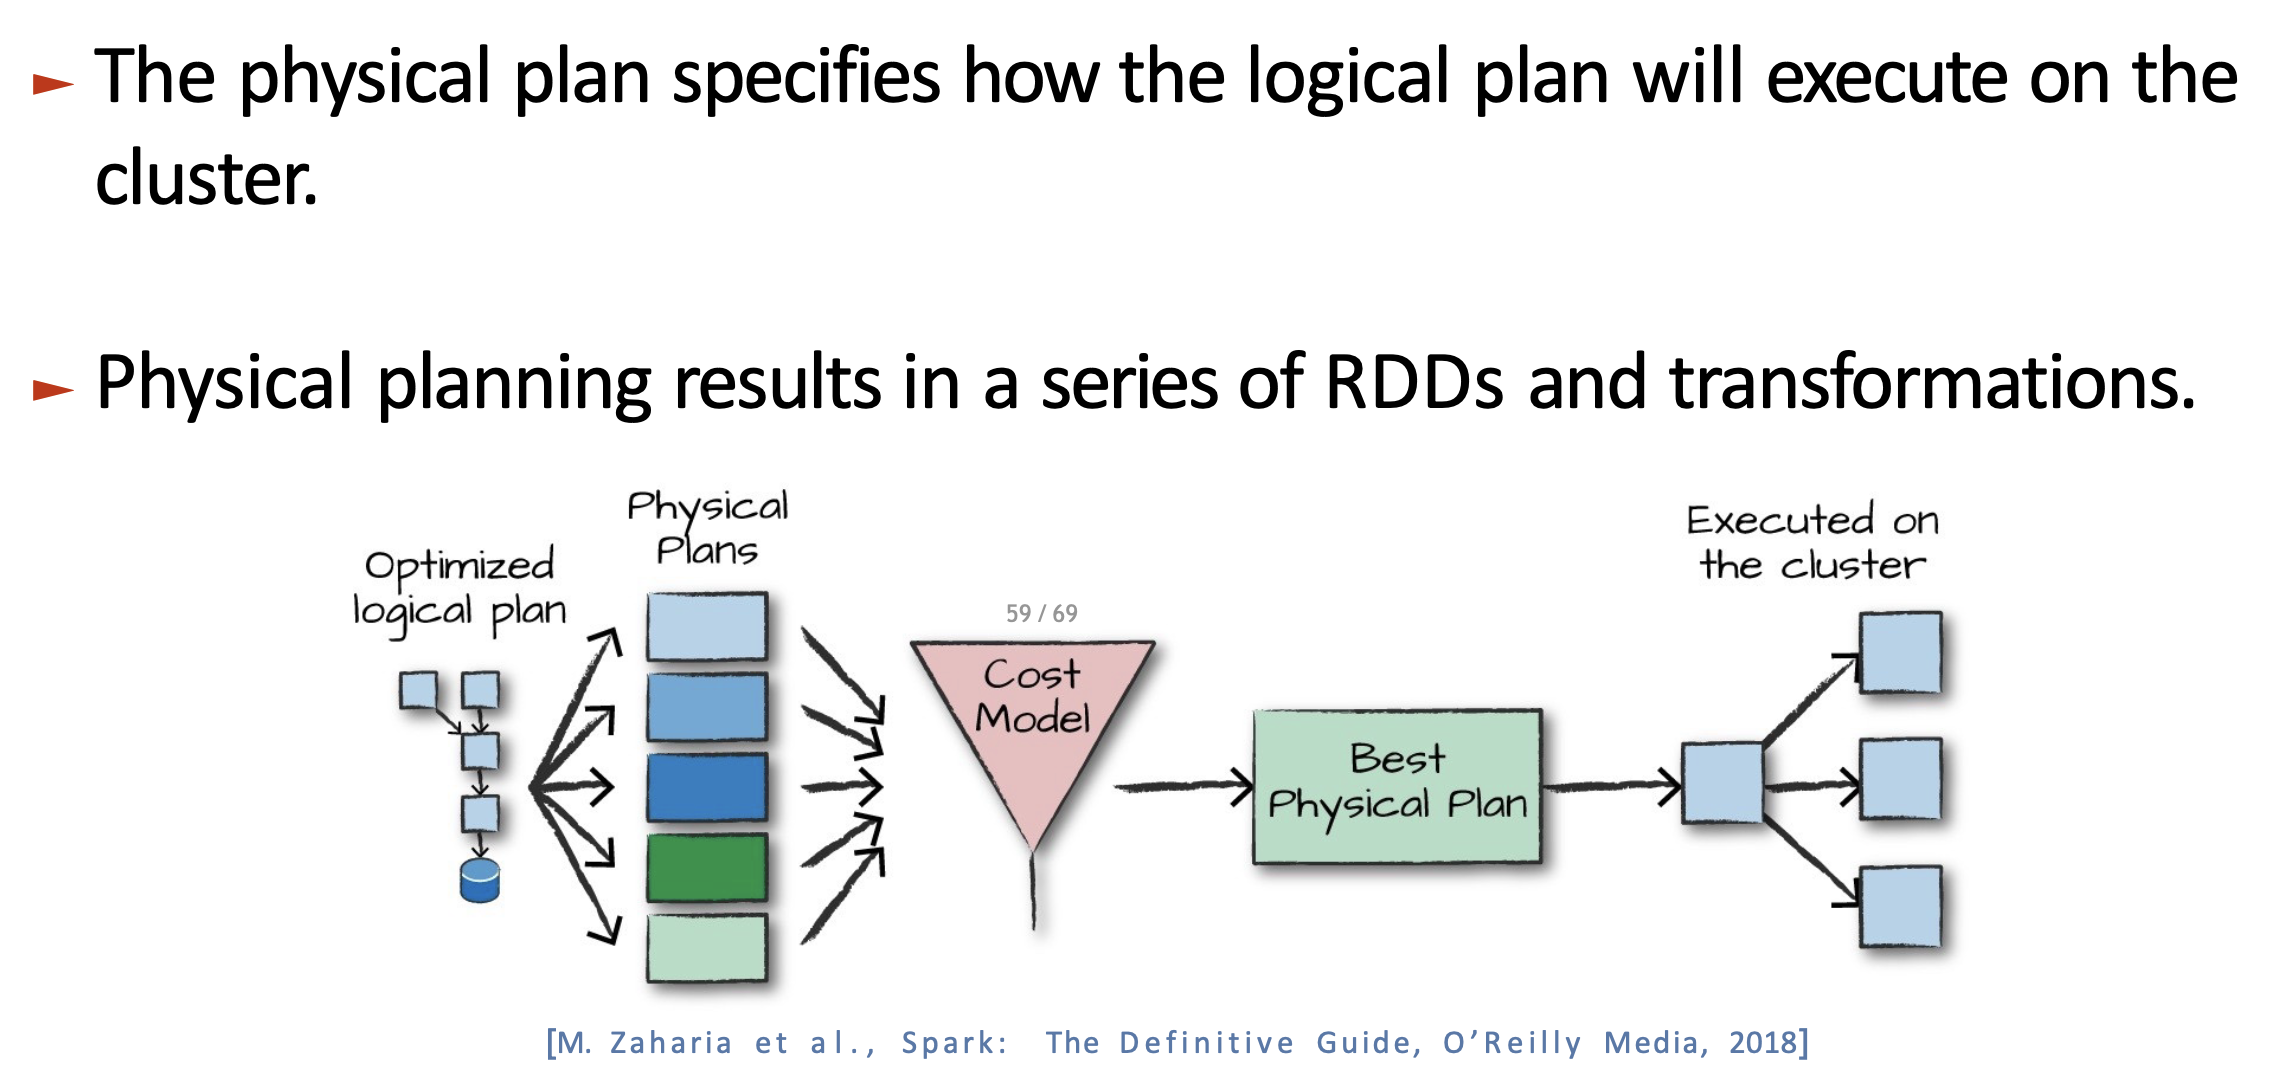 ► The physical plan specifies how the logical plan will execute on the
cluster.
► Physical planning results in a series of RDDs and transformations.
Optimized
logical plan
Physical
Plans
59 / 69
Cost
Model
Best
Physical Plan
Executed on
the cluster
[M. Zaharia et al., Spark: The Definitive Guide, O’Reilly Media, 2018]